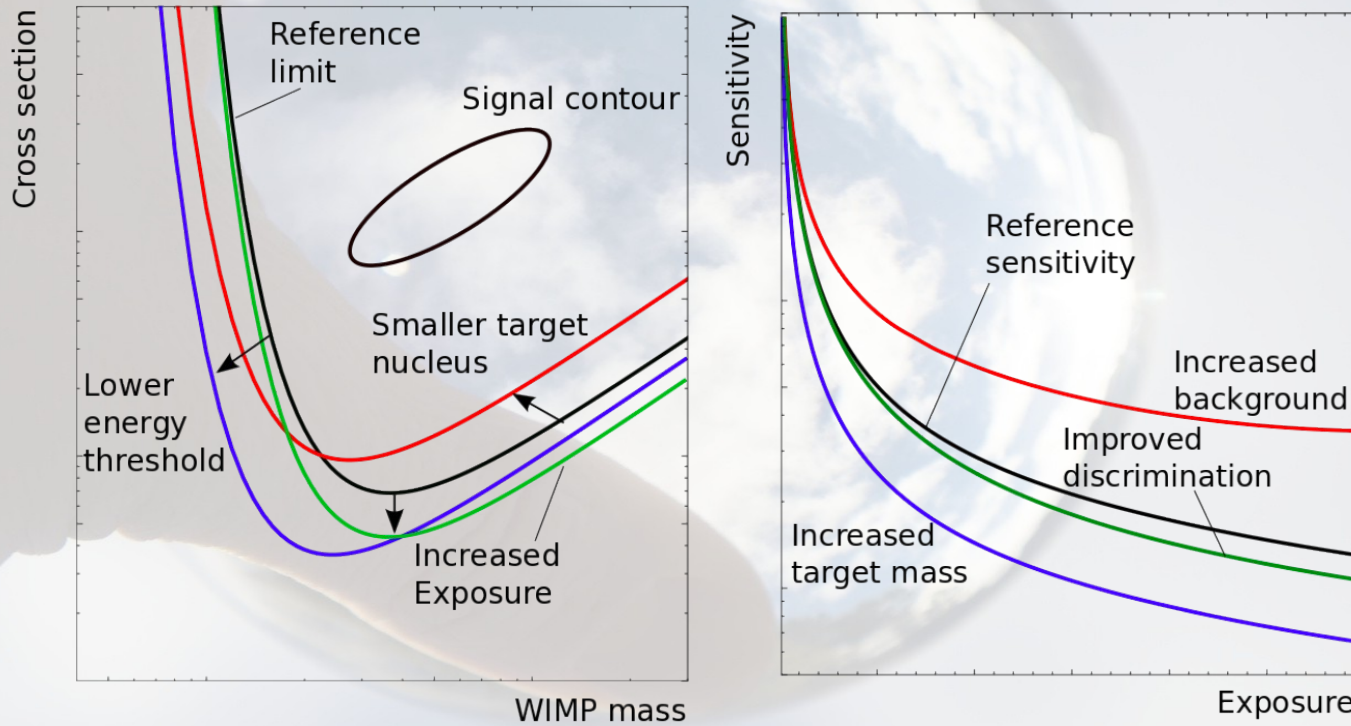 Cross section
Reference
limit
Signal contour
Smaller target
nucleus
Lower
energy
threshold
Increased
Exposure
WIMP mass
Sensitivity
Reference
sensitivity
Increased
background
Improved
discrimination
Increased
target mass
Exposure